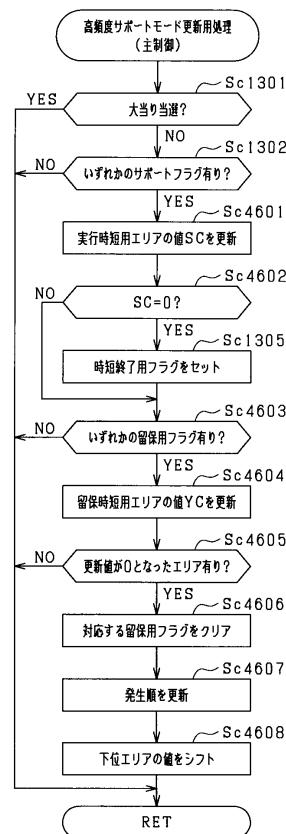 高頻度サポートモード更新用処理
(主制御)
Sc1301
YES
大当り当選?
NO
Sc1302
NO
いずれかのサポートフラグ有り?
YES
Sc4601
実行時短用エリアの値SCを更新
Sc4602
NO
SC=0?
YES
Sc1305
時短終了用フラグをセット
Sc4603
NO
いずれかの留保用フラグ有り?
YES
Sc4604
留保時短用エリアの値YCを更新
Sc4605
NO
更新値が0となったエリア有り?
YES
Sc4606
対応する留保用フラグをクリア
Sc4607
発生順を更新
Sc4608
下位エリアの値をシフト
RET